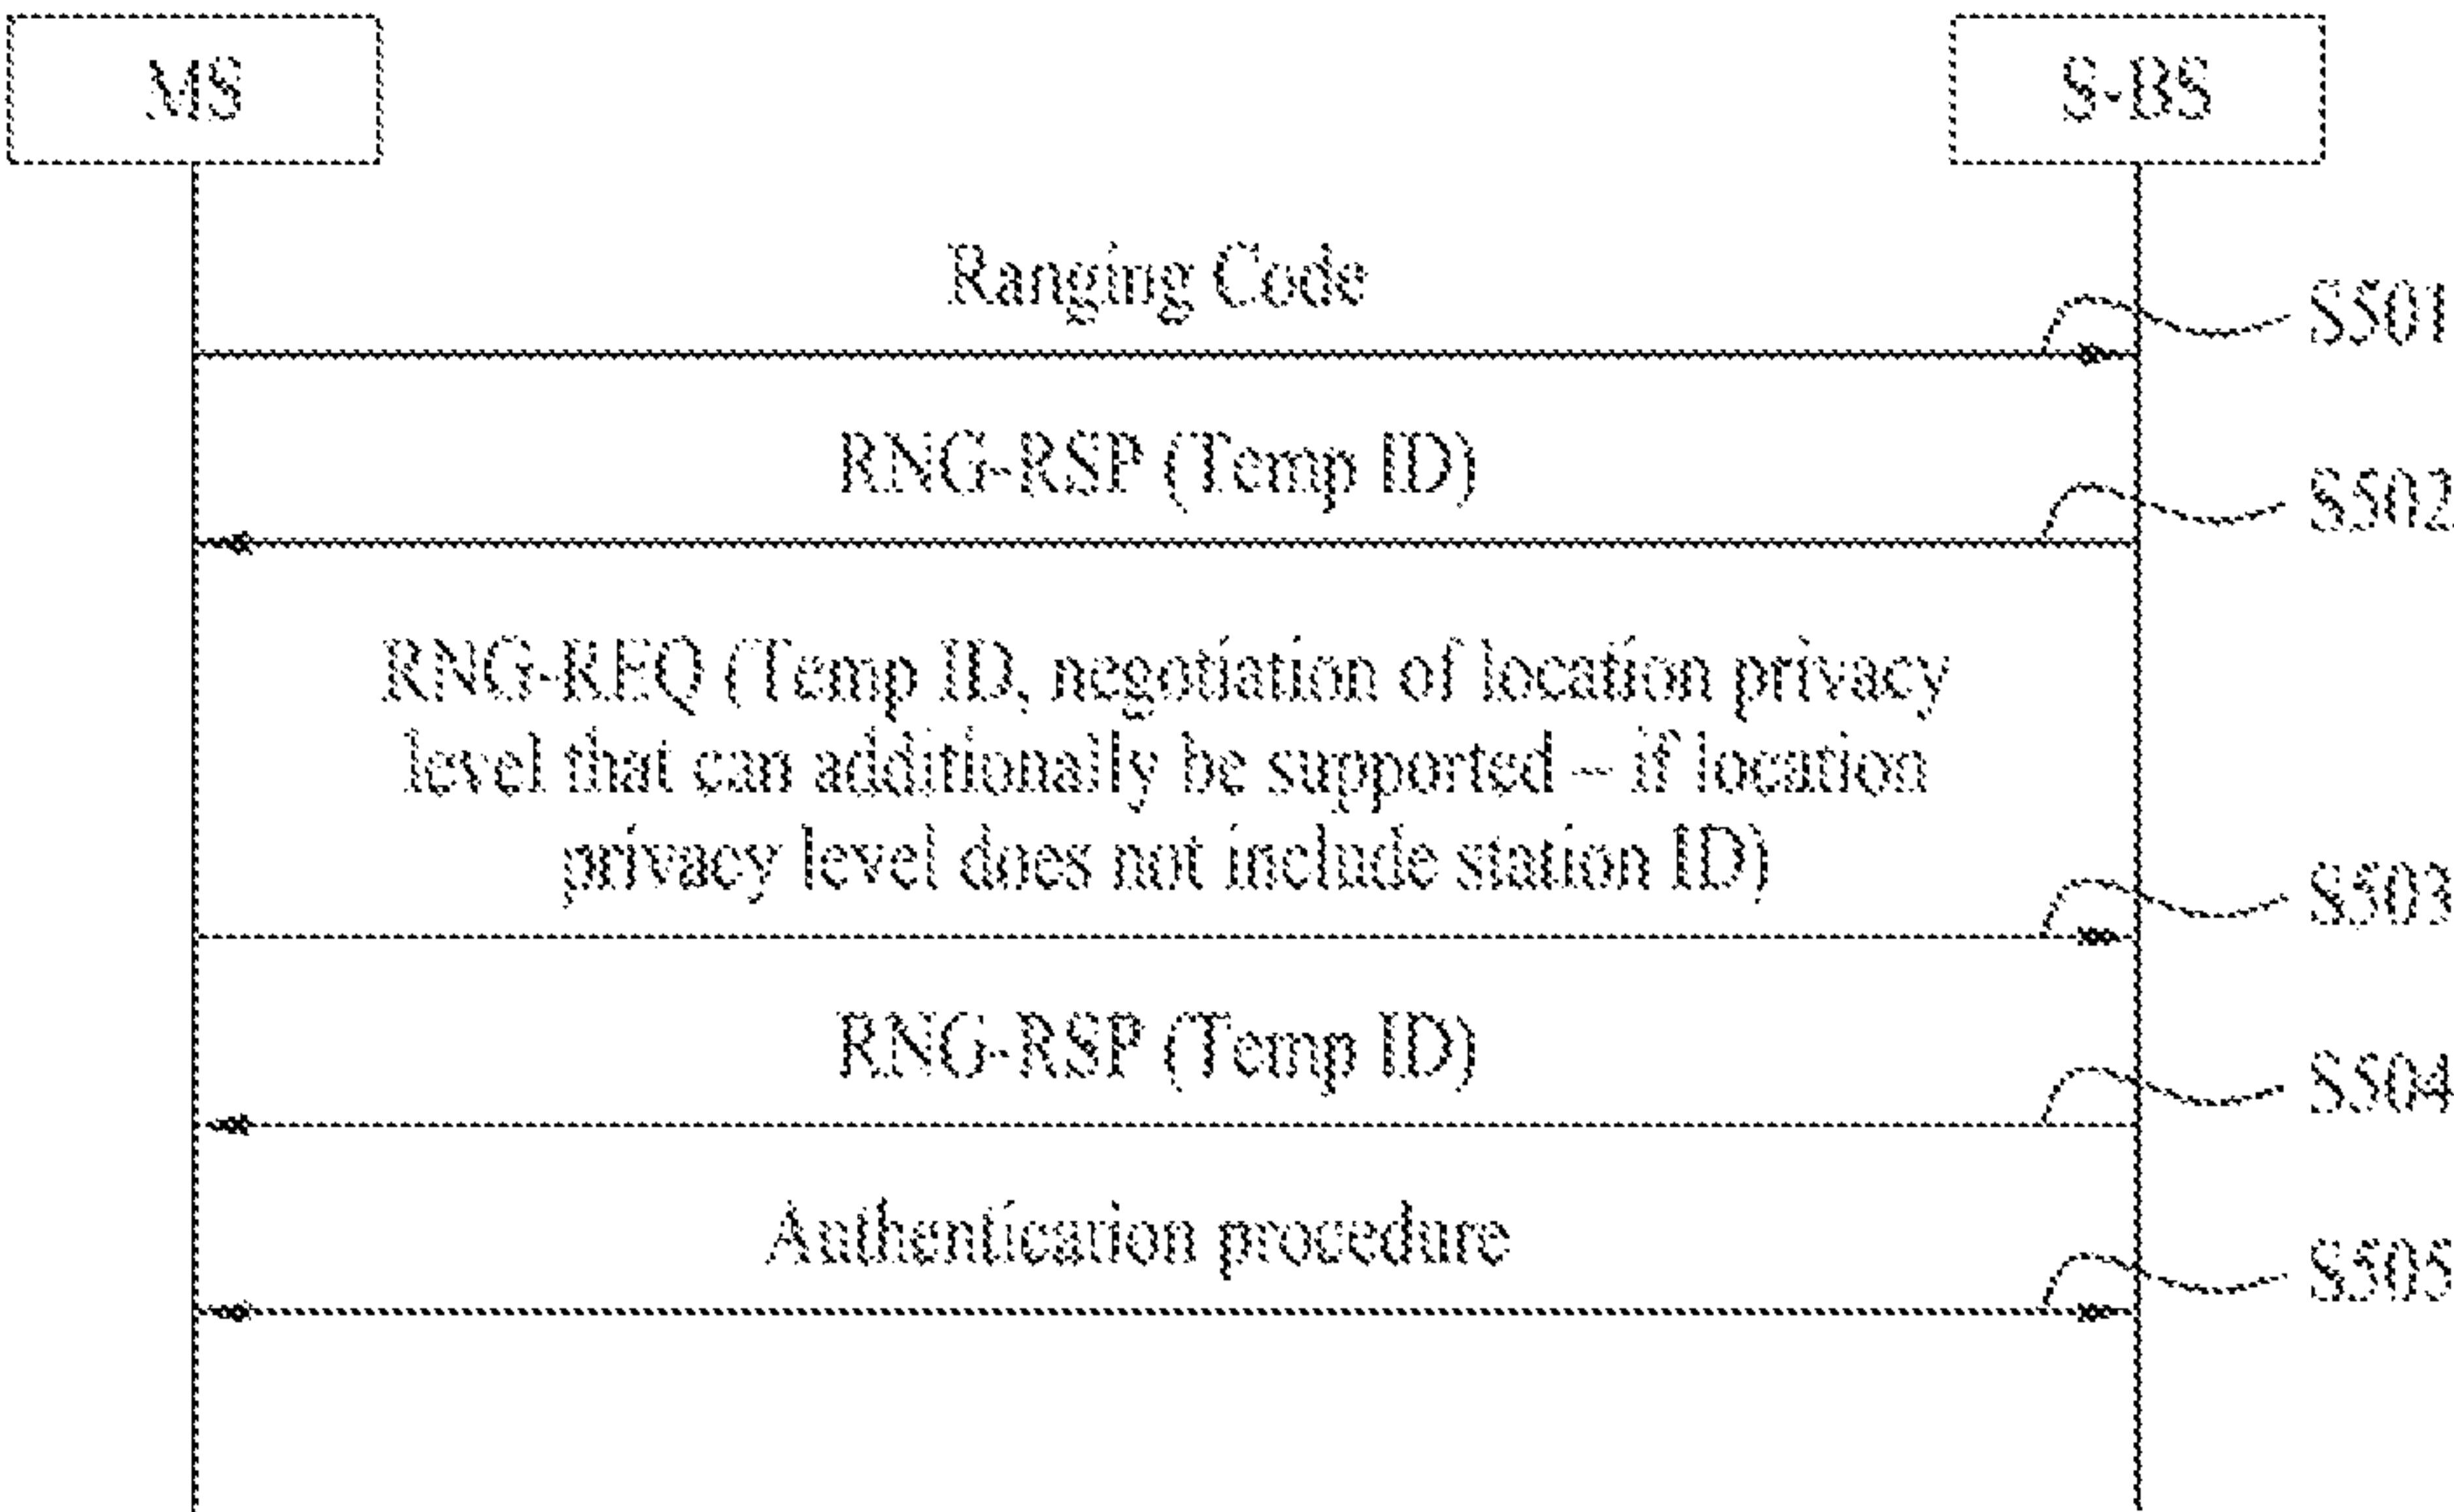 MS
S-BS
Ranging Code
S501
RNG-RSP (Temp ID)
S502
RNG-REQ (Temp ID, negotiation of location privacy
level that can additionally be supported – if location
privacy level does not include station ID)
S503
RNG-RSP (Temp ID)
S504
Authentication procedure
S505